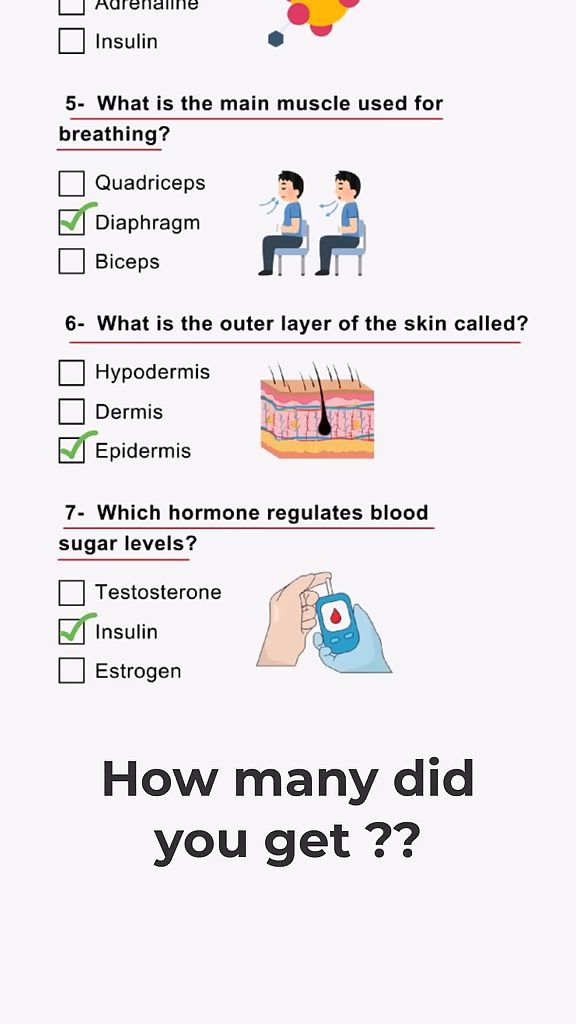 Adrenaline
Insulin
5- What is the main muscle used for
breathing?
Quadriceps
Diaphragm
Biceps
6- What is the outer layer of the skin called?
Hypodermis
Dermis
Epidermis
7- Which hormone regulates blood
sugar levels?
Testosterone
Insulin
Estrogen
How many did
you get ??